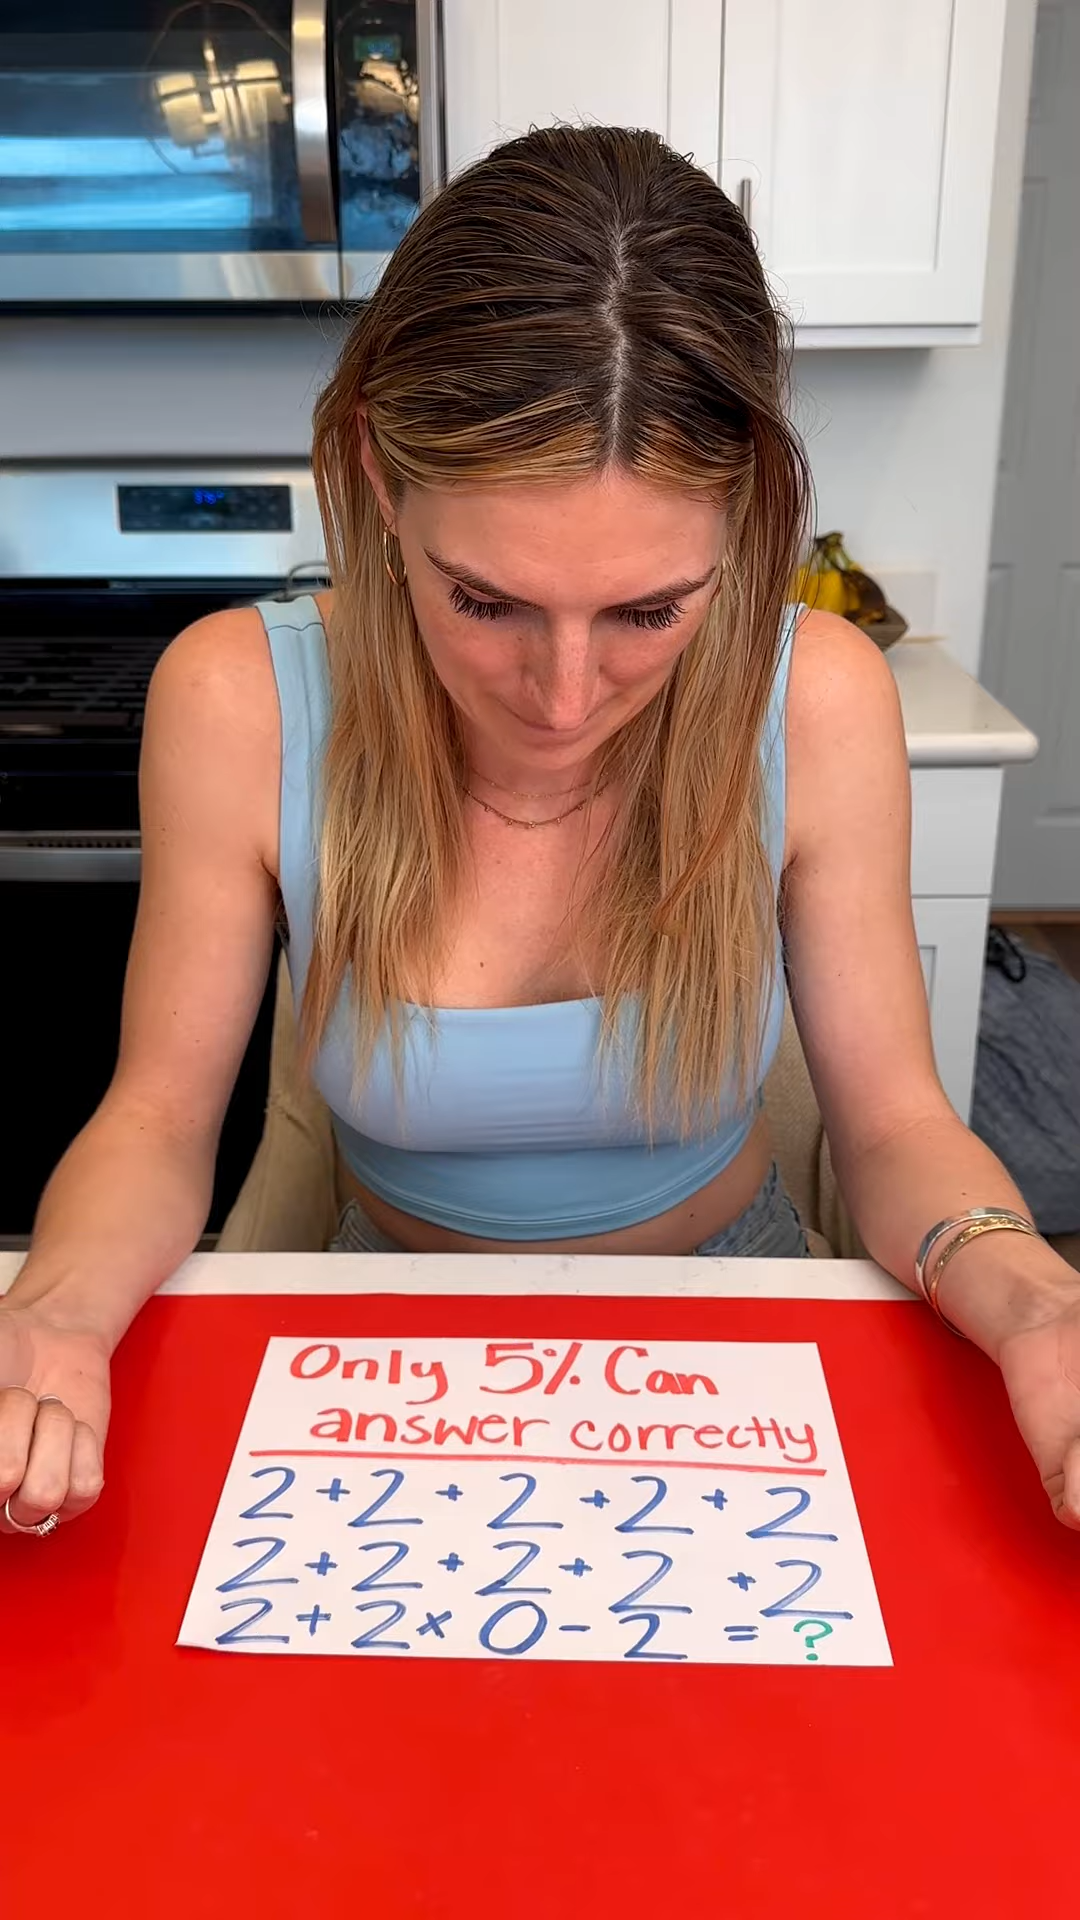 Only 5% Can
answer correctly
2 + 2 + 2 + 2 + 2
2 + 2 + 2 + 2 + 2
2 + 2 x 0 - 2 = ?